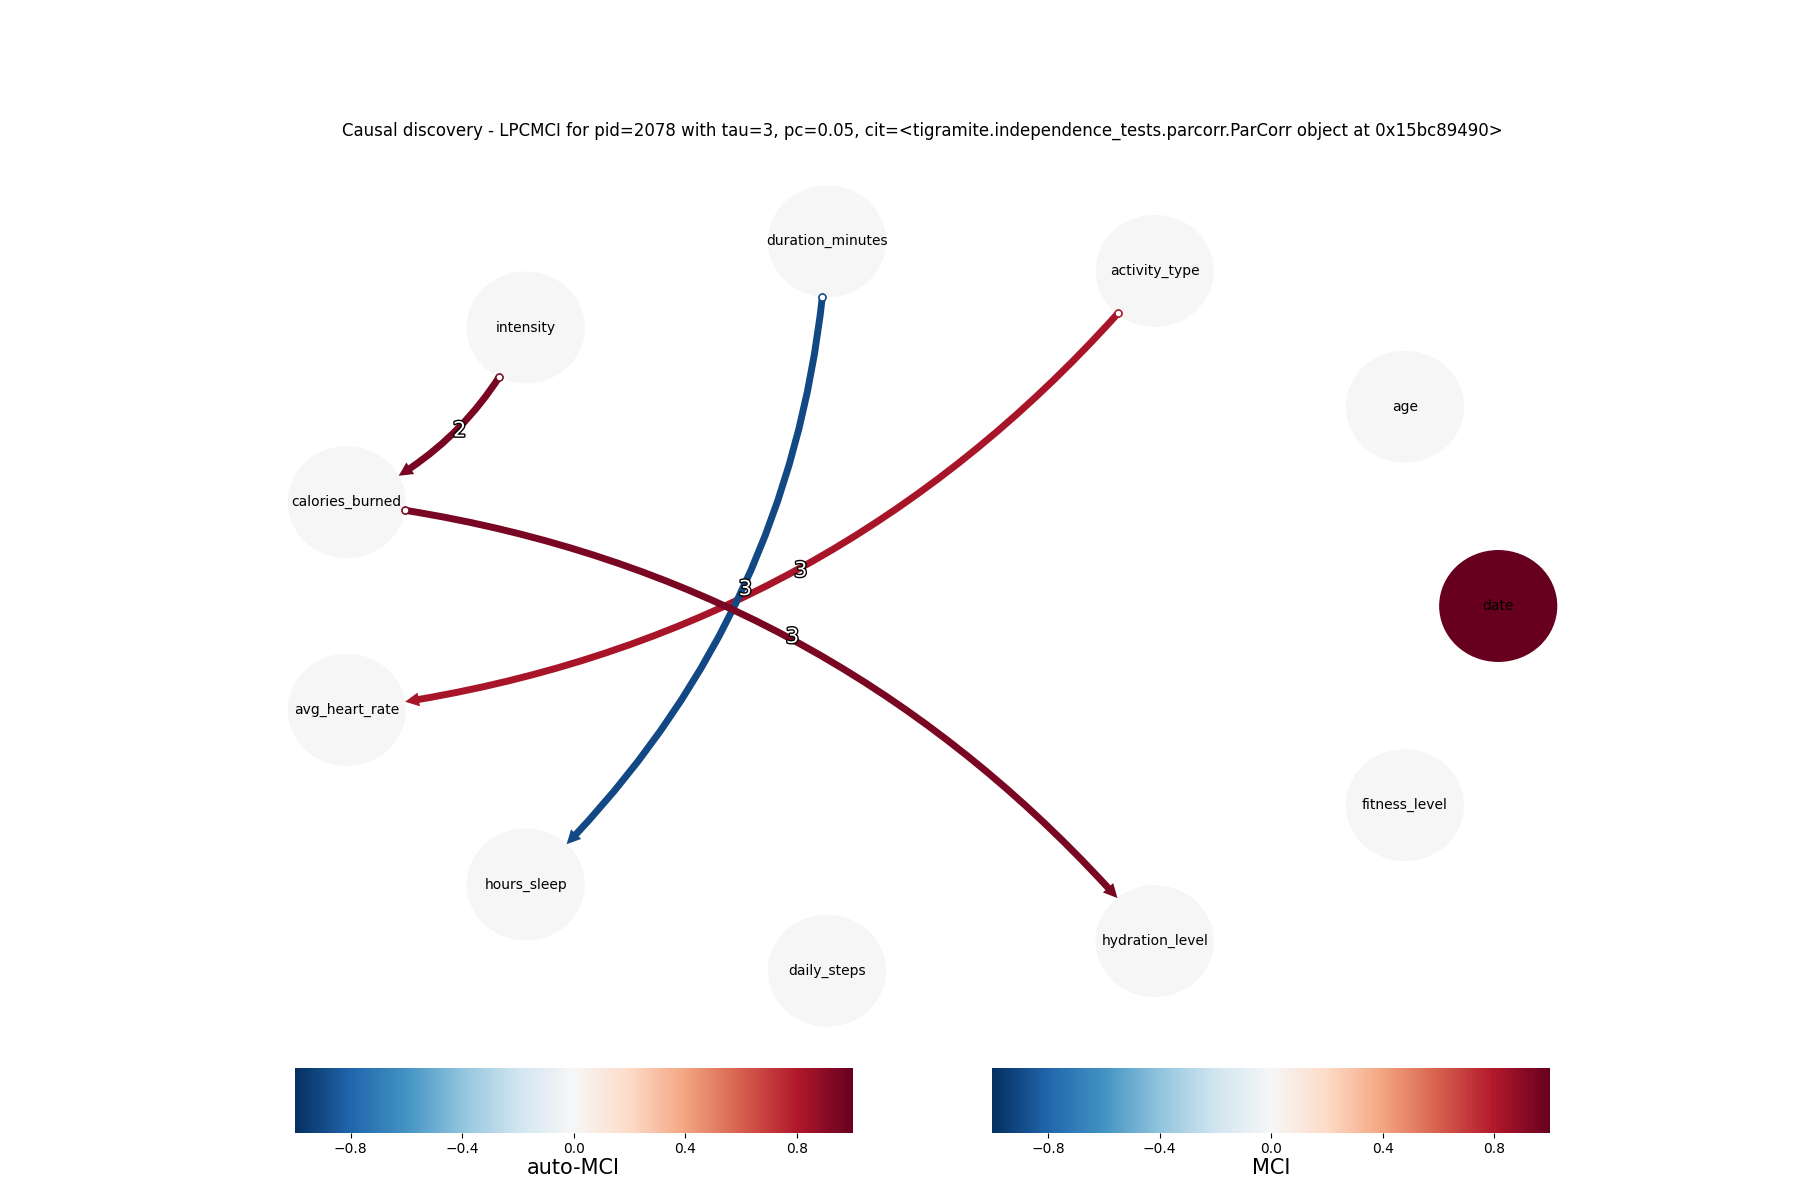 Causal discovery - LPCMCI for pid=2078 with tau=3, pc=0.05, cit=<tigramite.independence_tests.parcorr.ParCorr object at 0x15bc89490>
duration_minutes
activity_type
intensity
age
2
calories_burned
3
3
date
3
avg_heart_rate
fitness_level
hours_sleep
hydration_level
daily_steps
−0.8 −0.4 0.0 0.4 0.8
auto-MCI
−0.8 −0.4 0.0 0.4 0.8
MCI